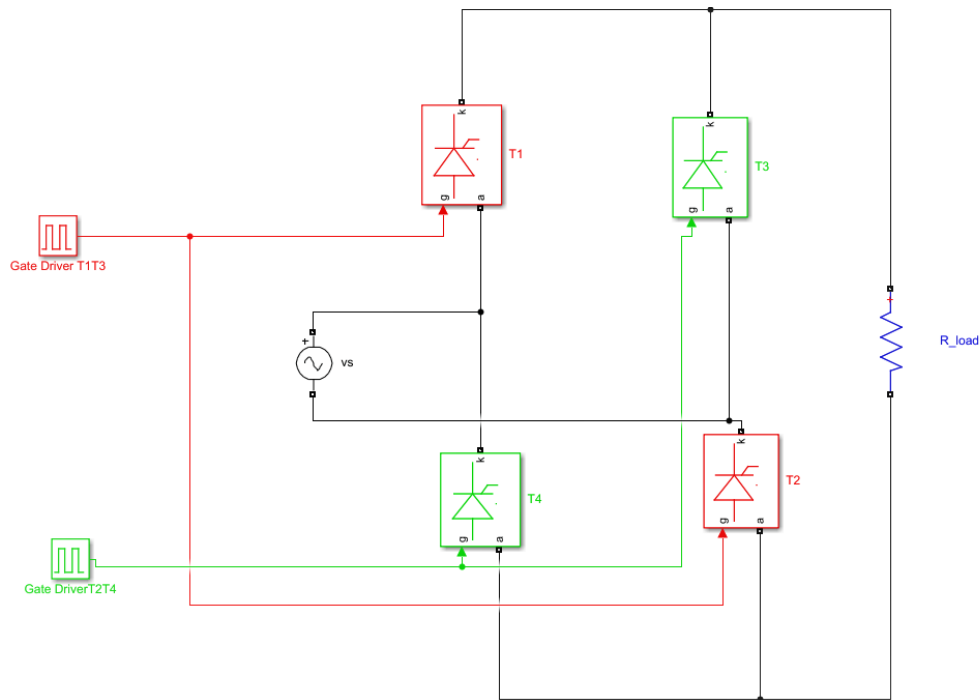 k
T1
g
a
k
T3
g
a
Gate Driver T1T3
+
vs
+
R_load
k
T4
g
a
k
T2
g
a
Gate DriverT2T4